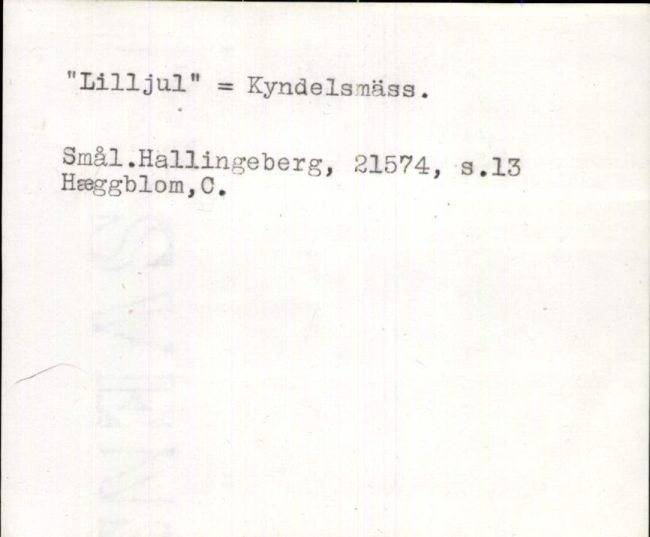 "Lilljul" = Kyndelsmäss.
Smål.Hallingeberg, 21574, s.13
Hæggblom,C.